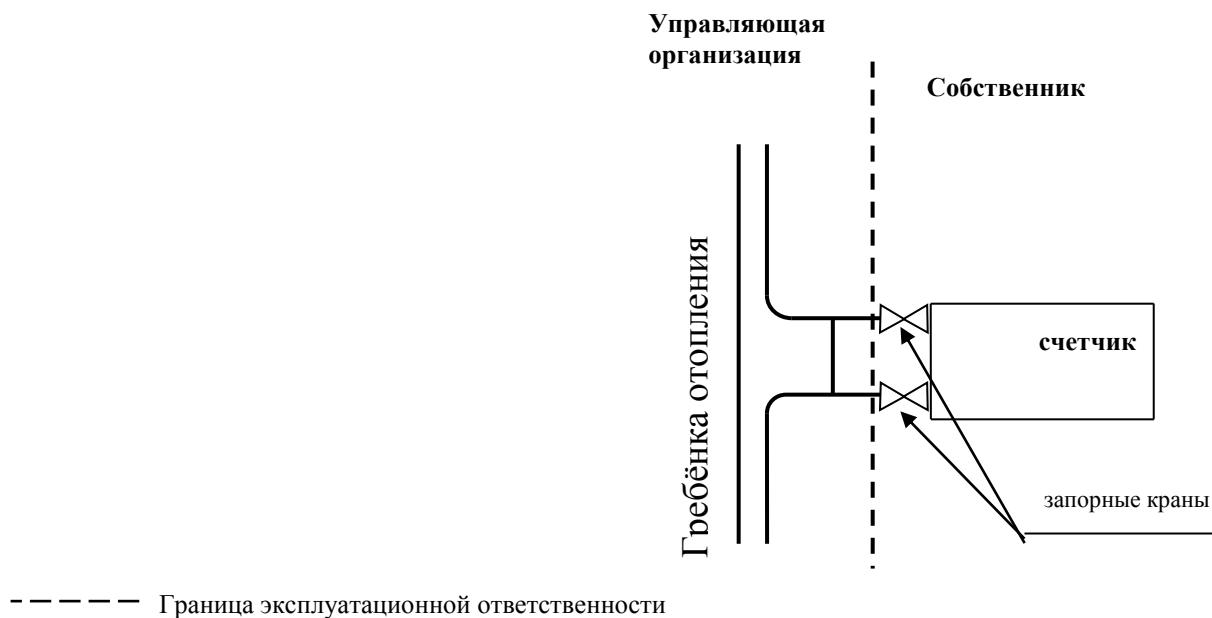 Управляющая
организация
Собственник
Гребёнка отопления
счетчик
запорные краны
Граница эксплуатационной ответственности